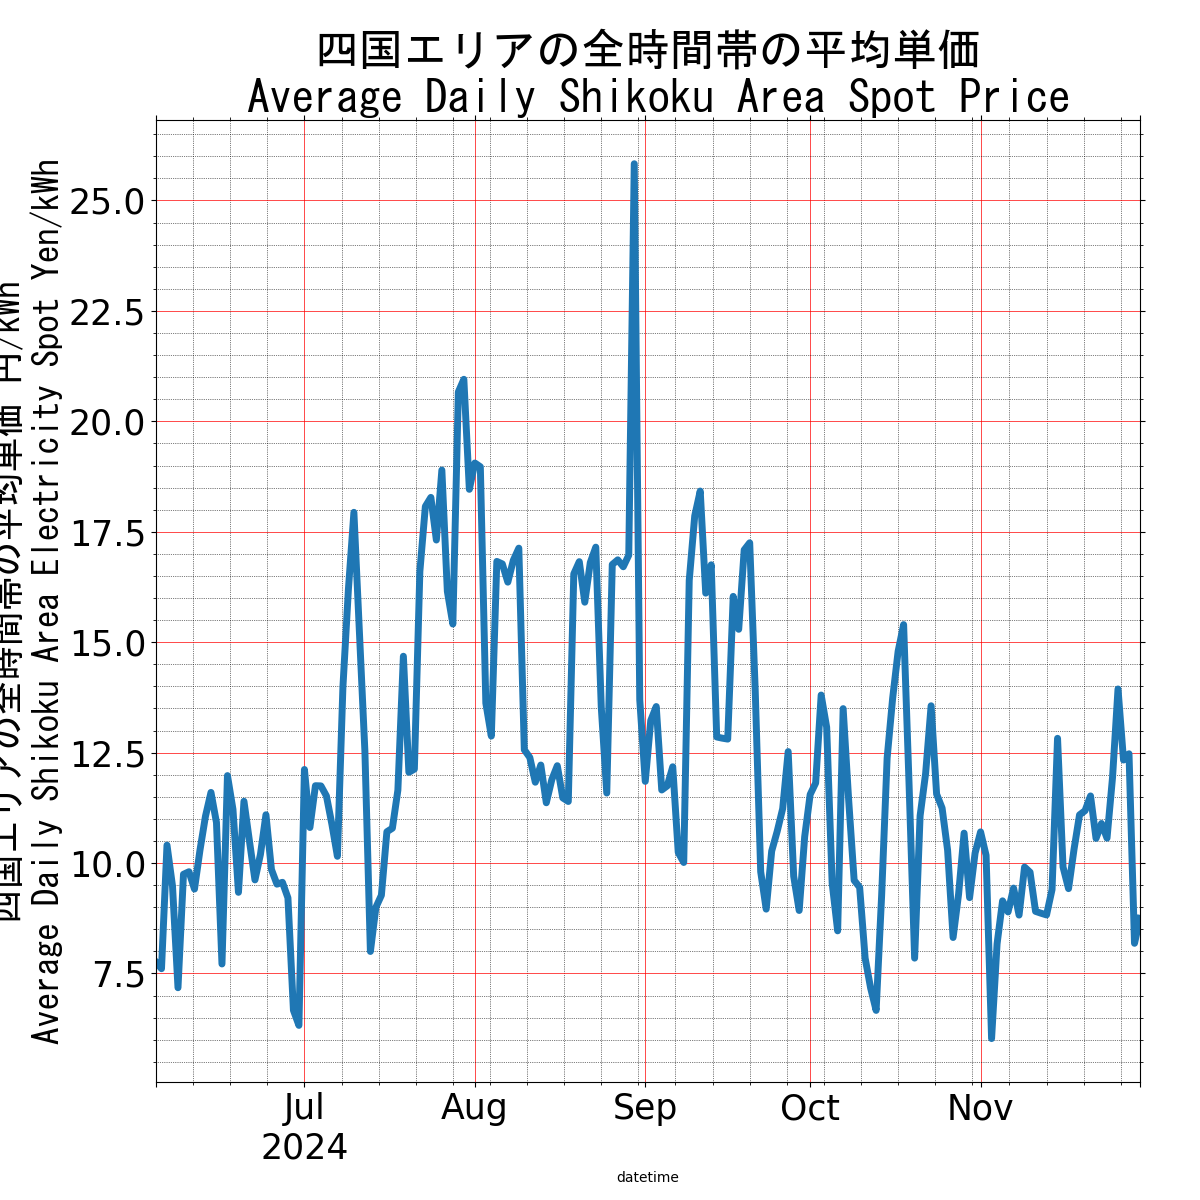 四国エリアの全時間帯の平均単価
Average Daily Shikoku Area Spot Price
四国エリアの全時間帯の平均単価 円/kWh
Average Daily Shikoku Area Electricity Spot Yen/kWh
25.0
22.5
20.0
17.5
15.0
12.5
10.0
7.5
Jul
2024
Aug
Sep
Oct
Nov
datetime